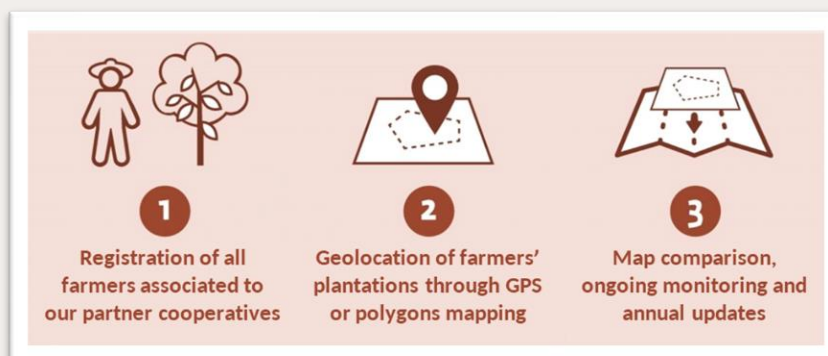 1
Registration of all
farmers associated to
our partner cooperatives
2
Geolocation of farmers’
plantations through GPS
or polygons mapping
3
Map comparison,
ongoing monitoring and
annual updates